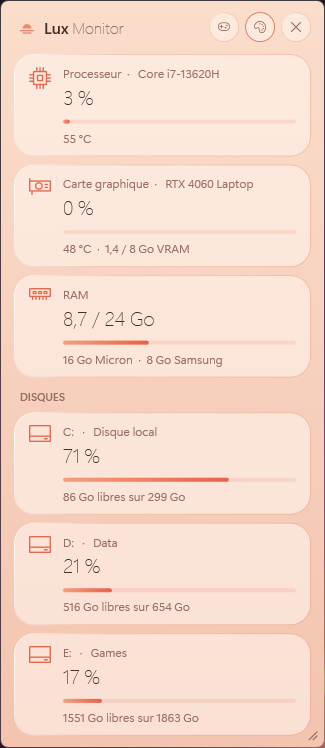 Lux Monitor
Processeur · Core i7-13620H
3 %
55 °C
Carte graphique · RTX 4060 Laptop
0 %
48 °C · 1,4 / 8 Go VRAM
RAM
8,7 / 24 Go
16 Go Micron · 8 Go Samsung
DISQUES
C: · Disque local
71 %
86 Go libres sur 299 Go
D: · Data
21 %
516 Go libres sur 654 Go
E: · Games
17 %
1551 Go libres sur 1863 Go